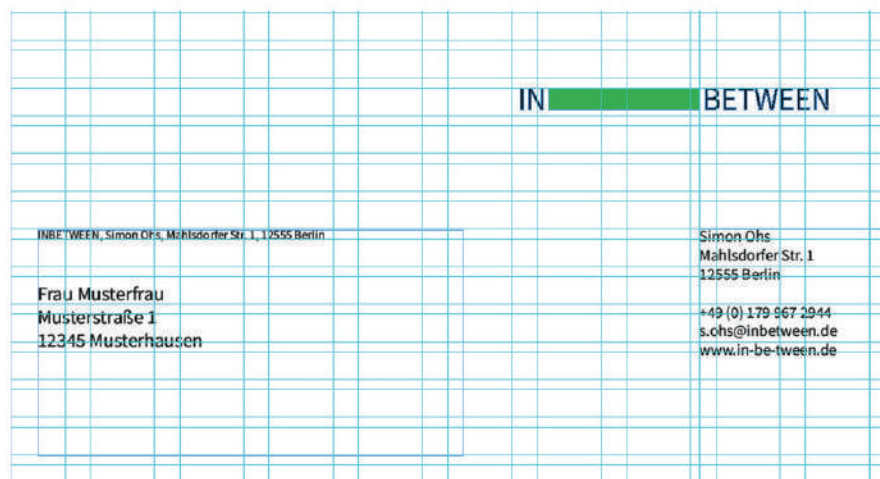 IN BETWEEN
INBETWEEN, Simon Ohs, Mahlsdorfer Str. 1, 12555 Berlin
Frau Musterfrau
Musterstraße 1
12345 Musterhausen
Simon Ohs
Mahlsdorfer Str. 1
12555 Berlin
+49 (0) 179 967 2944
s.ohs@inbetween.de
www.in-be-tween.de